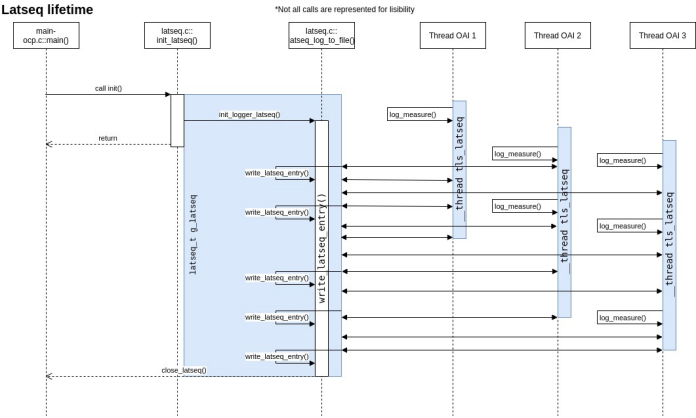 Latseq lifetime
*Not all calls are represented for lisibility
main-
ocp.c::main()
latseq.c::
init_latseq()
latseq.c::
atseq_log_to_file()
Thread OAI 1
Thread OAI 2
Thread OAI 3
call init()
init_logger_latseq()
return
log_measure()
log_measure()
log_measure()
write_latseq_entry()
write_latseq_entry()
log_measure()
log_measure()
write_latseq_entry()
write_latseq_entry()
log_measure()
write_latseq_entry()
close_latseq()
latseq_t g_latseq
write_latseq_entry()
__thread tls_latseq
__thread tls_latseq
__thread tls_latseq